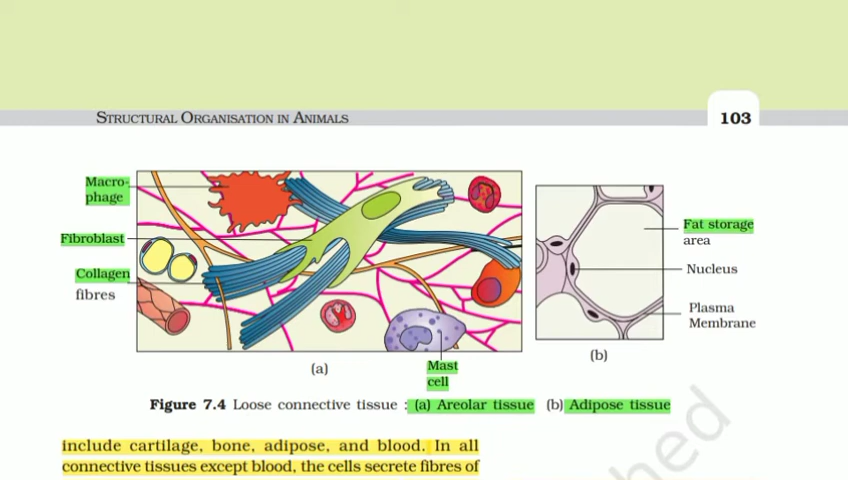 STRUCTURAL ORGANISATION IN ANIMALS
103
Macro-
phage
Fibroblast
Collagen
fibres
Mast
cell
(a)
Fat storage
area
Nucleus
Plasma
Membrane
(b)
Figure 7.4 Loose connective tissue : (a) Areolar tissue (b) Adipose tissue
include cartilage, bone, adipose, and blood. In all
connective tissues except blood, the cells secrete fibres of